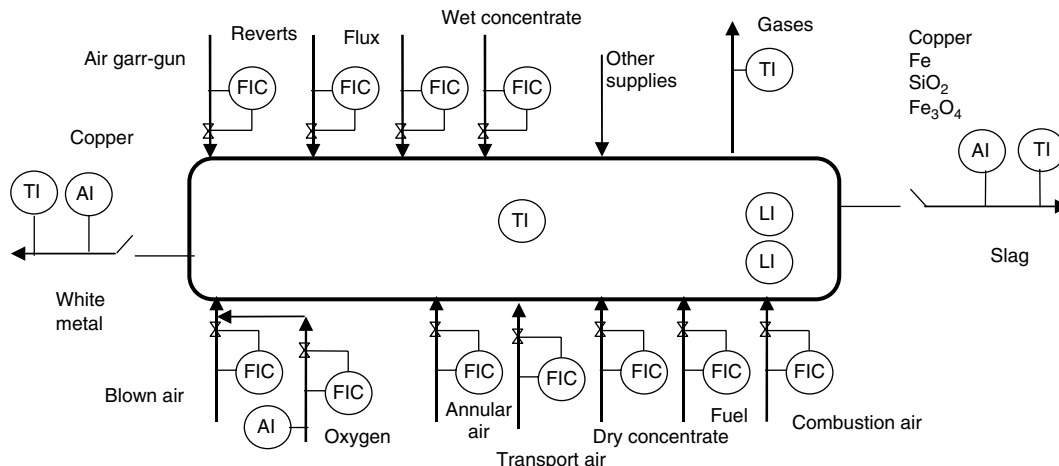 Wet concentrate
Gases
Reverts
Flux
Copper
Fe
SiO2
Fe3O4
Air garr-gun
Other
supplies
FIC
FIC
FIC
FIC
TI
Copper
AI
TI
TI
AI
TI
LI
LI
Slag
White
metal
FIC
FIC
FIC
FIC
FIC
FIC
FIC
Blown air
AI
Oxygen
Annular
air
Transport air
Dry concentrate
Fuel
Combustion air